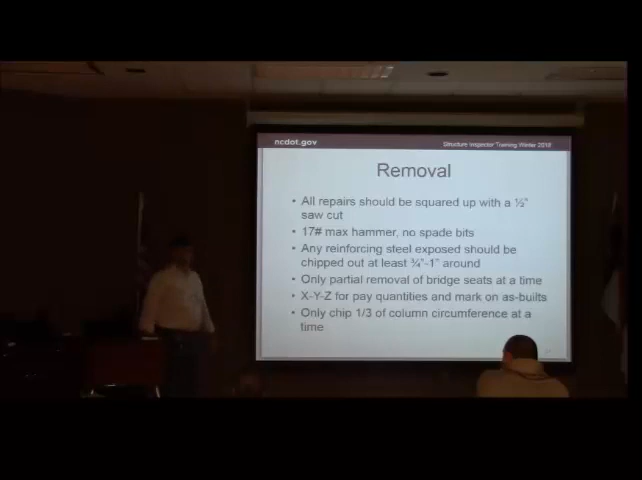 ncdot.gov
Structure Inspector Training Winter 2018
Removal
• All repairs should be squared up with a ½"
saw cut
• 17# max hammer, no spade bits
• Any reinforcing steel exposed should be
chipped out at least ¾"-1" around
• Only partial removal of bridge seats at a time
• X-Y-Z for pay quantities and mark on as-builts
• Only chip 1/3 of column circumference at a
time